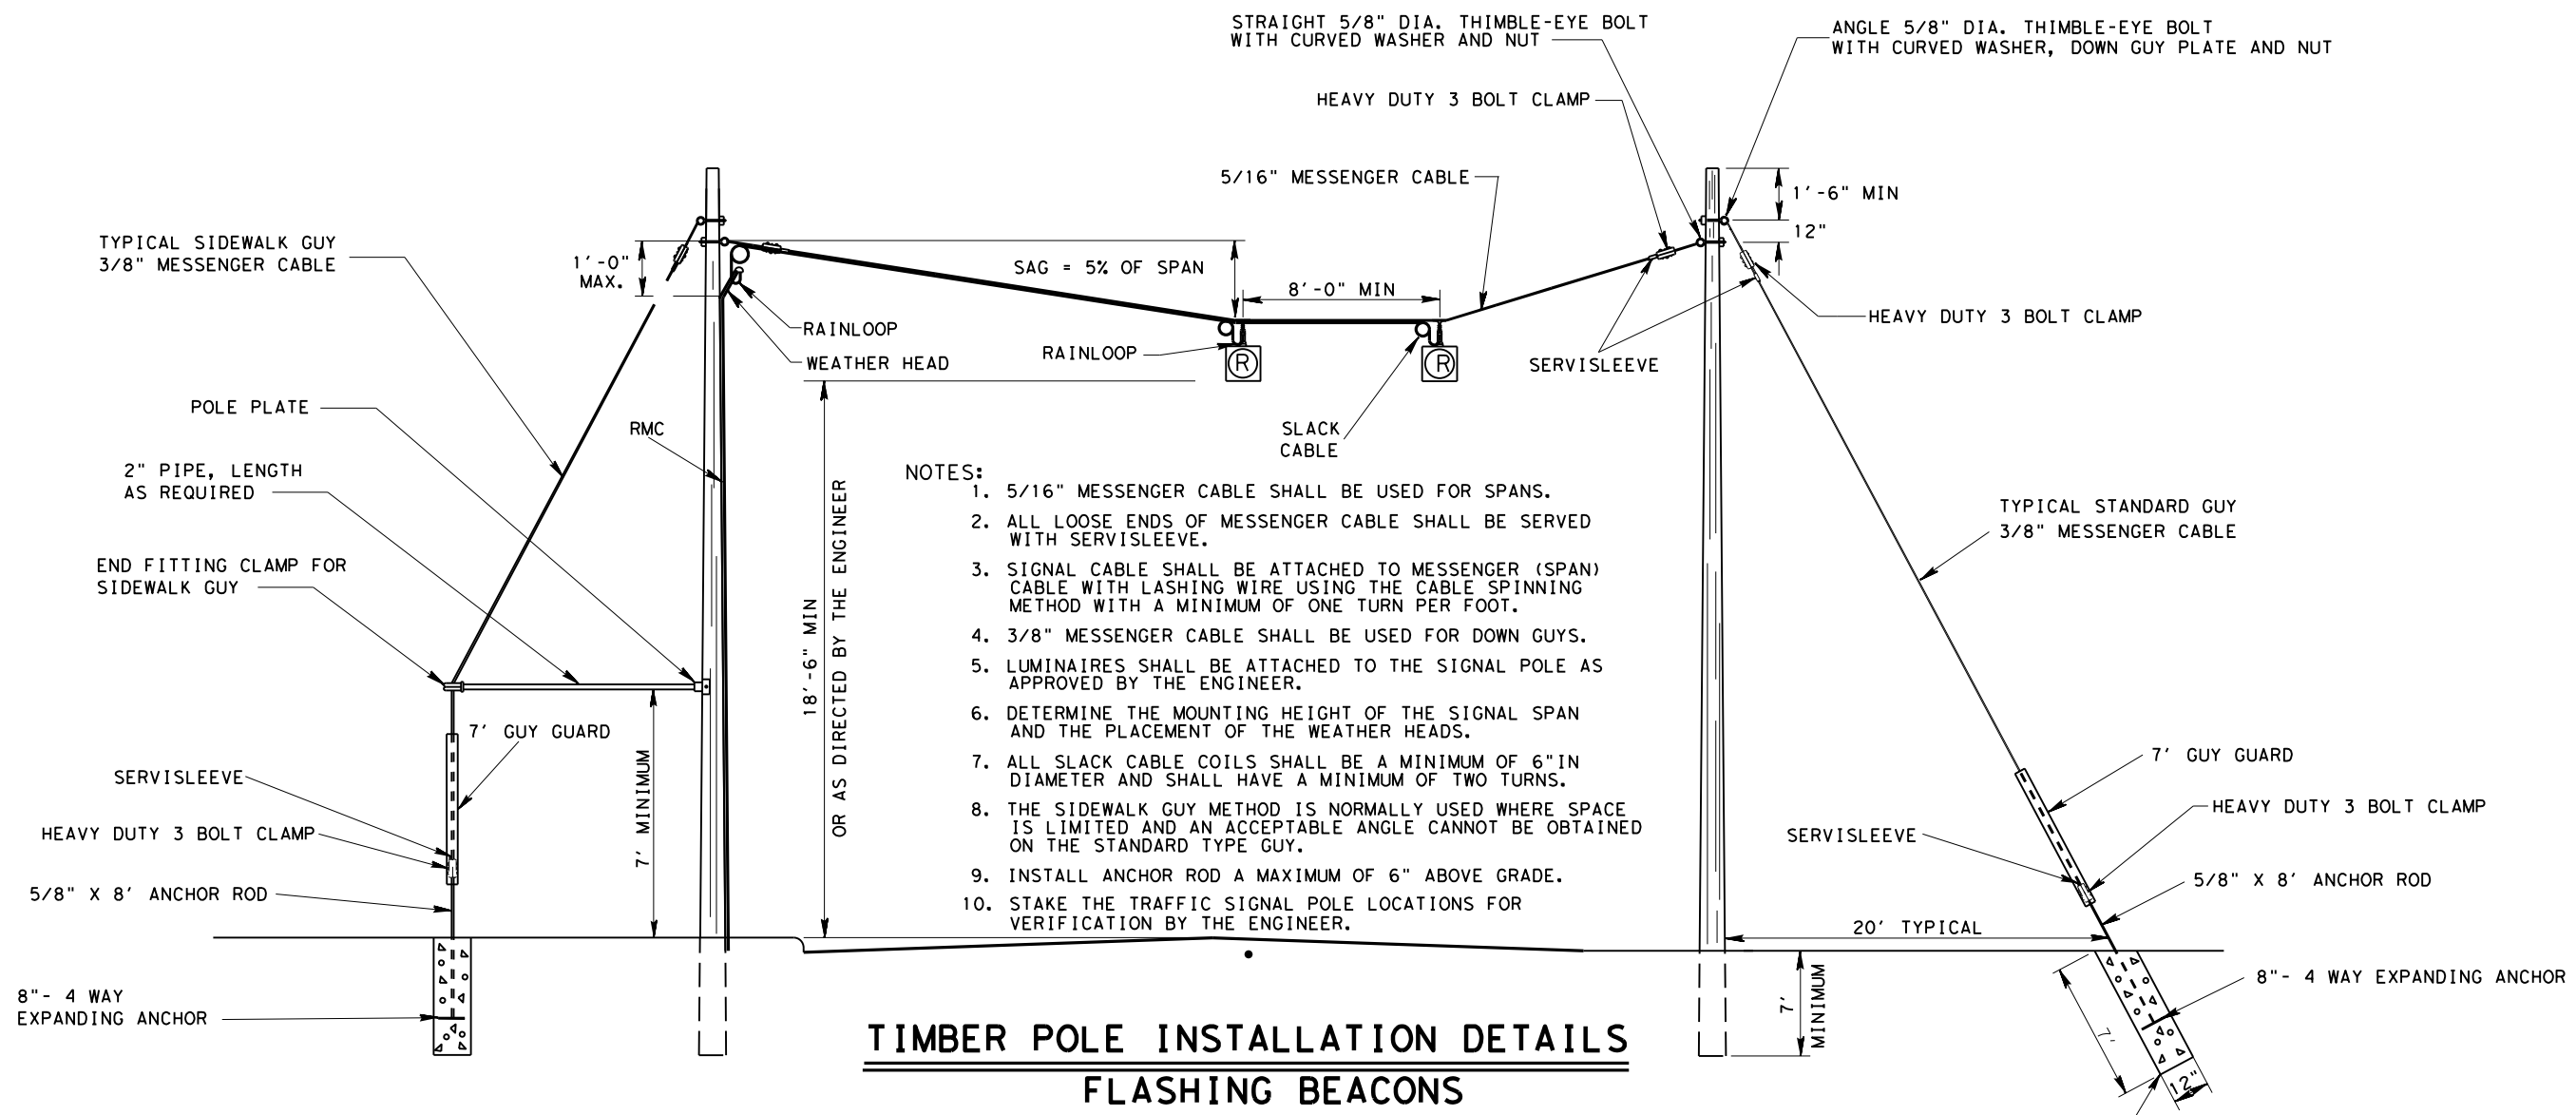 STRAIGHT 5/8" DIA. THIMBLE-EYE BOLT
WITH CURVED WASHER AND NUT
ANGLE 5/8" DIA. THIMBLE-EYE BOLT
WITH CURVED WASHER, DOWN GUY PLATE AND NUT
HEAVY DUTY 3 BOLT CLAMP
5/16" MESSENGER CABLE
1'-6" MIN
12"
TYPICAL SIDEWALK GUY
3/8" MESSENGER CABLE
1'-0"
MAX.
SAG = 5% OF SPAN
8'-0" MIN
HEAVY DUTY 3 BOLT CLAMP
RAINLOOP
WEATHER HEAD
RAINLOOP
R
R
SERVISLEEVE
POLE PLATE
RMC
SLACK
CABLE
2" PIPE, LENGTH
AS REQUIRED
END FITTING CLAMP FOR
SIDEWALK GUY
18'-6" MIN
OR AS DIRECTED BY THE ENGINEER
NOTES:
1. 5/16" MESSENGER CABLE SHALL BE USED FOR SPANS.
2. ALL LOOSE ENDS OF MESSENGER CABLE SHALL BE SERVED
WITH SERVISLEEVE.
3. SIGNAL CABLE SHALL BE ATTACHED TO MESSENGER (SPAN)
CABLE WITH LASHING WIRE USING THE CABLE SPINNING
METHOD WITH A MINIMUM OF ONE TURN PER FOOT.
4. 3/8" MESSENGER CABLE SHALL BE USED FOR DOWN GUYS.
5. LUMINAIRES SHALL BE ATTACHED TO THE SIGNAL POLE AS
APPROVED BY THE ENGINEER.
6. DETERMINE THE MOUNTING HEIGHT OF THE SIGNAL SPAN
AND THE PLACEMENT OF THE WEATHER HEADS.
7. ALL SLACK CABLE COILS SHALL BE A MINIMUM OF 6"IN
DIAMETER AND SHALL HAVE A MINIMUM OF TWO TURNS.
8. THE SIDEWALK GUY METHOD IS NORMALLY USED WHERE SPACE
IS LIMITED AND AN ACCEPTABLE ANGLE CANNOT BE OBTAINED
ON THE STANDARD TYPE GUY.
9. INSTALL ANCHOR ROD A MAXIMUM OF 6" ABOVE GRADE.
10. STAKE THE TRAFFIC SIGNAL POLE LOCATIONS FOR
VERIFICATION BY THE ENGINEER.
TYPICAL STANDARD GUY
3/8" MESSENGER CABLE
7' GUY GUARD
7' MINIMUM
SERVISLEEVE
HEAVY DUTY 3 BOLT CLAMP
5/8" X 8' ANCHOR ROD
7' GUY GUARD
HEAVY DUTY 3 BOLT CLAMP
SERVISLEEVE
5/8" X 8' ANCHOR ROD
20' TYPICAL
8"- 4 WAY
EXPANDING ANCHOR
7'
MINIMUM
8"- 4 WAY EXPANDING ANCHOR
7'
12"
TIMBER POLE INSTALLATION DETAILS
FLASHING BEACONS